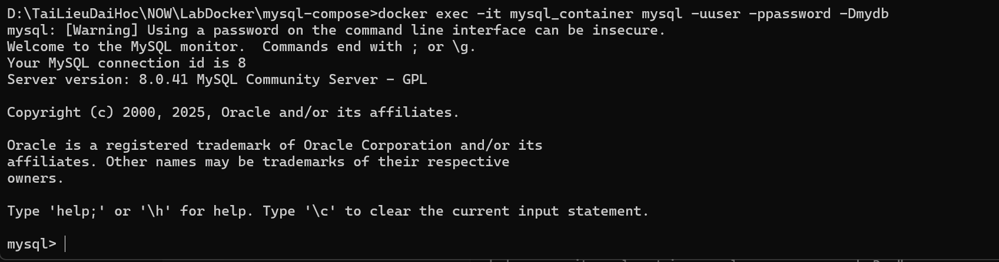 D:\TaiLieuDaiHoc\NOW\LabDocker\mysql-compose>docker exec -it mysql_container mysql -uuser -ppassword -Dmydb
mysql: [Warning] Using a password on the command line interface can be insecure.
Welcome to the MySQL monitor.  Commands end with ; or \g.
Your MySQL connection id is 8
Server version: 8.0.41 MySQL Community Server - GPL

Copyright (c) 2000, 2025, Oracle and/or its affiliates.

Oracle is a registered trademark of Oracle Corporation and/or its
affiliates. Other names may be trademarks of their respective
owners.

Type 'help;' or '\h' for help. Type '\c' to clear the current input statement.

mysql>